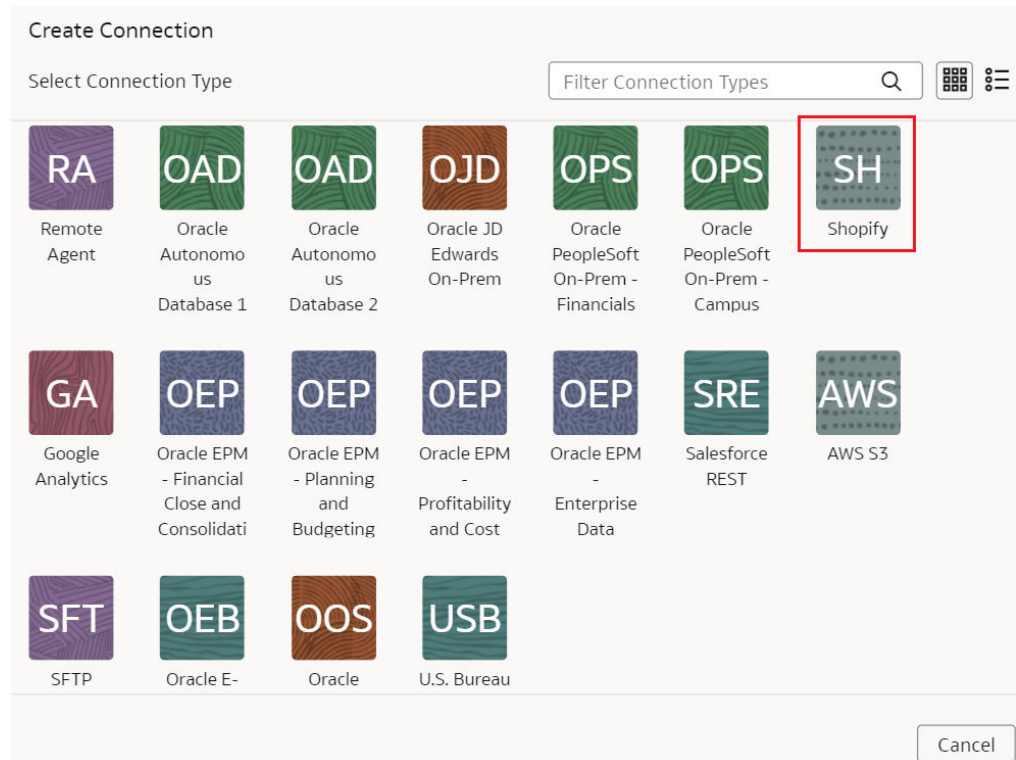 Create Connection
Select Connection Type
Filter Connection Types
RA
OAD
OAD
OJD
OPS
OPS
SH
Remote
Agent
Oracle
Autonomo
us
Database 1
Oracle
Autonomo
us
Database 2
Oracle JD
Edwards
On-Prem
Oracle
PeopleSoft
On-Prem -
Financials
Oracle
PeopleSoft
On-Prem -
Campus
Shopify
GA
OEP
OEP
OEP
OEP
SRE
AWS
Google
Analytics
Oracle EPM
- Financial
Close and
Consolidati
Oracle EPM
- Planning
and
Budgeting
Oracle EPM
-
Profitability
and Cost
Oracle EPM
-
Enterprise
Data
Salesforce
REST
AWS S3
SFT
OEB
OOS
USB
SFTP
Oracle E-
Oracle
U.S. Bureau
Cancel